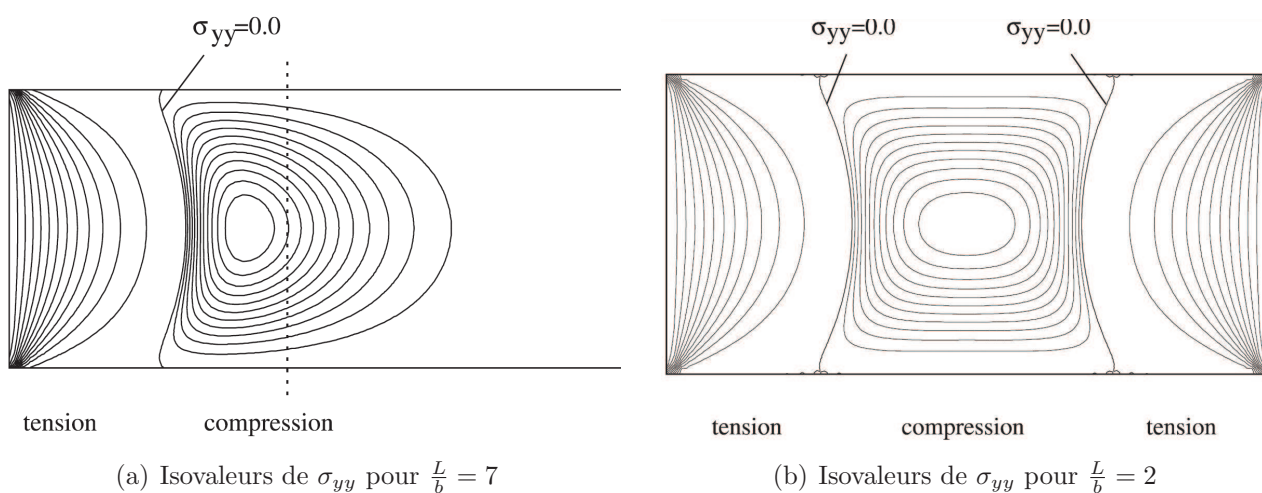 σyy=0.0
tension
compression
(a) Isovaleurs de σyy pour L/b = 7
σyy=0.0
σyy=0.0
tension
compression
tension
(b) Isovaleurs de σyy pour L/b = 2